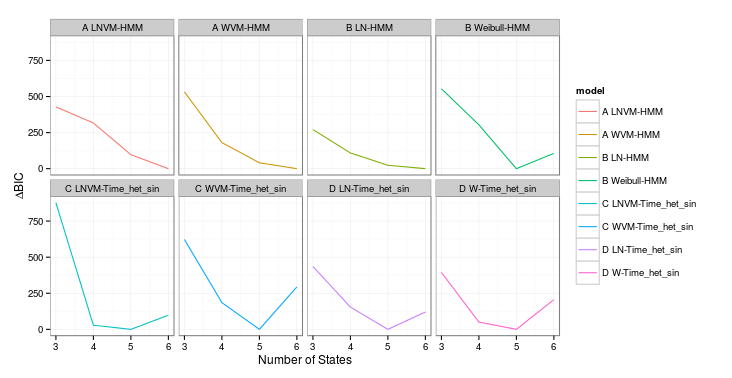 A LNVM-HMM
A WVM-HMM
B LN-HMM
B Weibull-HMM
750
500
250
0
C LNVM-Time_het_sin
C WVM-Time_het_sin
D LN-Time_het_sin
D W-Time_het_sin
750
500
250
0
3 4 5 6
3 4 5 6
3 4 5 6
3 4 5 6
ΔBIC
Number of States
model
A LNVM-HMM
A WVM-HMM
B LN-HMM
B Weibull-HMM
C LNVM-Time_het_sin
C WVM-Time_het_sin
D LN-Time_het_sin
D W-Time_het_sin